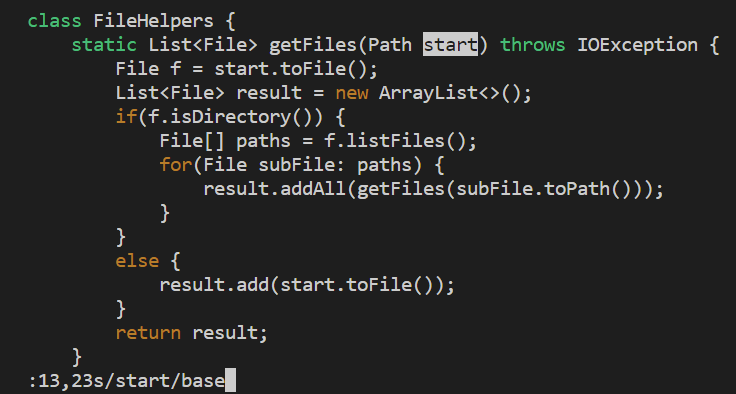 class FileHelpers {
    static List<File> getFiles(Path start) throws IOException {
        File f = start.toFile();
        List<File> result = new ArrayList<>();
        if(f.isDirectory()) {
            File[] paths = f.listFiles();
            for(File subFile: paths) {
                result.addAll(getFiles(subFile.toPath()));
            }
        }
        else {
            result.add(start.toFile());
        }
        return result;
    }
:13,23s/start/base